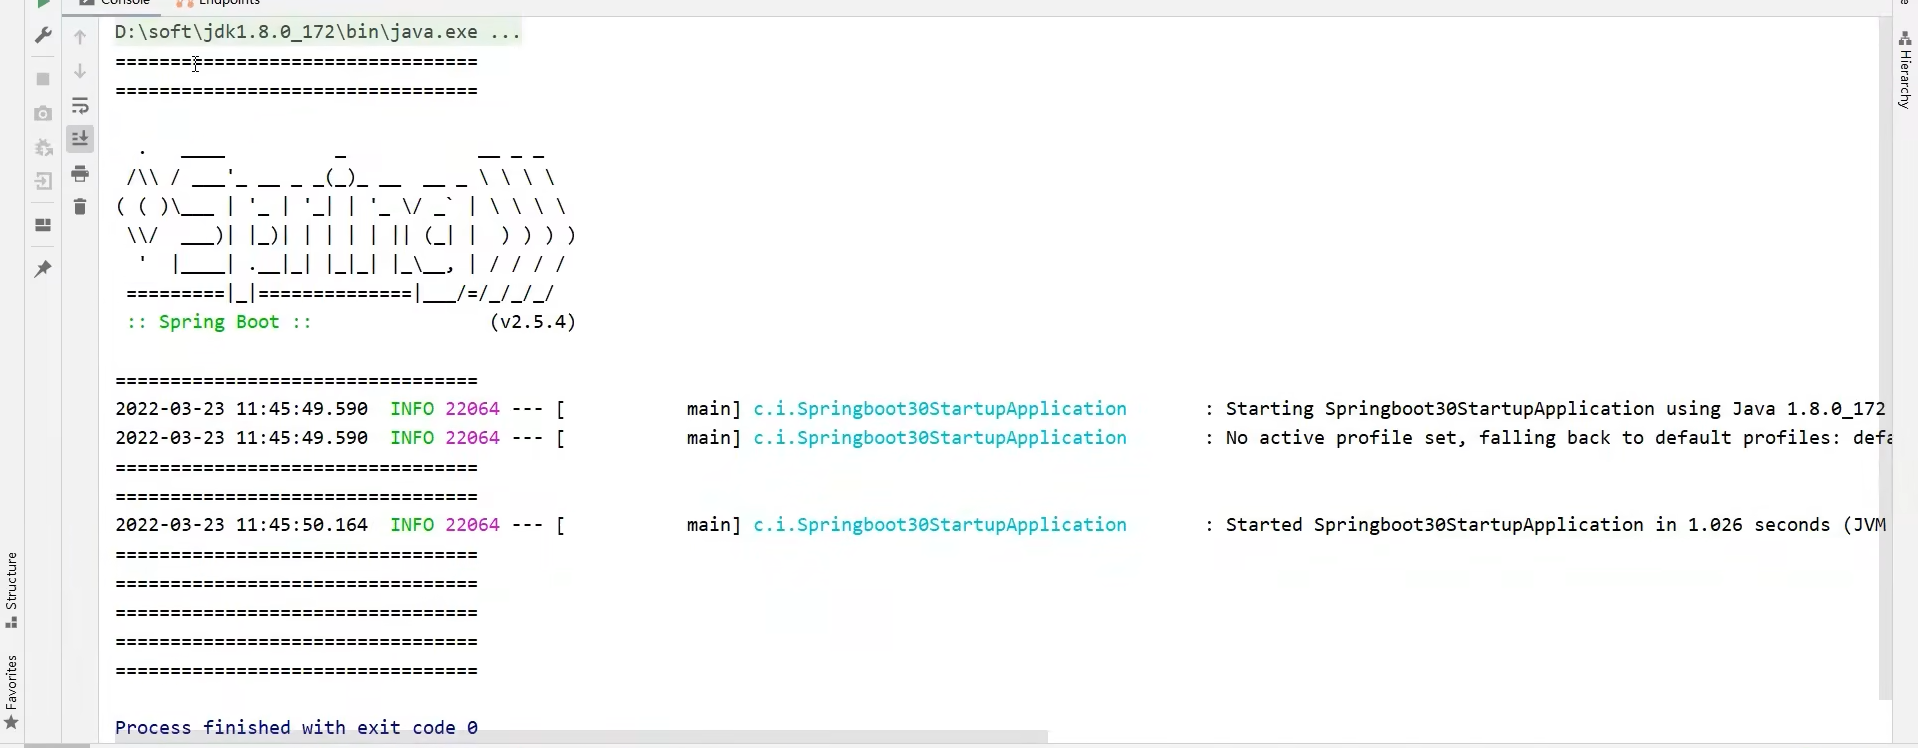 Console Endpoints
D:\soft\jdk1.8.0_172\bin\java.exe ...
=================================
=================================
  .   ____          _            __ _ _
 /\\ / ___'_ __ _ _(_)_ __  __ _ \ \ \ \
( ( )\___ | '_ | '_| | '_ \/ _` | \ \ \ \
 \\/  ___)| |_)| | | | | || (_| |  ) ) ) )
  '  |____| .__|_| |_|_| |_\__, | / / / /
 =========|_|==============|___/=/_/_/_/
 :: Spring Boot ::                (v2.5.4)
=================================
2022-03-23 11:45:49.590  INFO 22064 --- [           main] c.i.Springboot30StartupApplication       : Starting Springboot30StartupApplication using Java 1.8.0_172
2022-03-23 11:45:49.590  INFO 22064 --- [           main] c.i.Springboot30StartupApplication       : No active profile set, falling back to default profiles: defa
=================================
=================================
2022-03-23 11:45:50.164  INFO 22064 --- [           main] c.i.Springboot30StartupApplication       : Started Springboot30StartupApplication in 1.026 seconds (JVM
=================================
=================================
=================================
=================================
=================================
Process finished with exit code 0
Structure
Favorites
Hierarchy